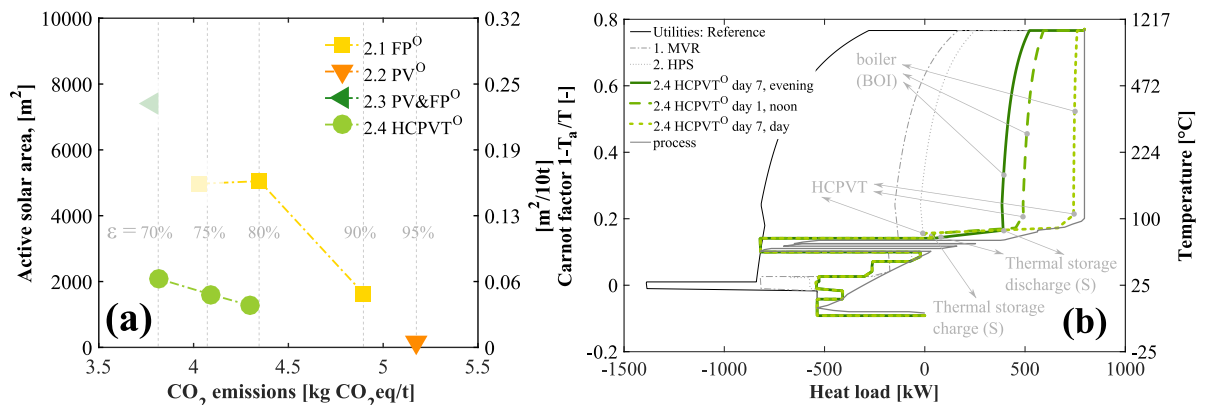 10000
8000
6000
4000
2000
0
Active solar area, [m²]
0.32
0.25
0.19
0.13
0.06
0
[m²/10t]
2.1 FP^O
2.2 PV^O
2.3 PV&FP^O
2.4 HCPVT^O
ε = 70% 75% 80% 90% 95%
(a)
3.5 4 4.5 5 5.5
CO₂ emissions [kg CO₂eq/t]
0.8
0.6
0.4
0.2
0
-0.2
Carnot factor 1-Tₐ/T [-]
1217
472
224
100
25
-25
Temperature [°C]
Utilities: Reference
1. MVR
2. HPS
2.4 HCPVT^O day 7, evening
2.4 HCPVT^O day 1, noon
2.4 HCPVT^O day 7, day
process
boiler
(BOI)
HCPVT
Thermal storage
discharge (S)
Thermal storage
charge (S)
(b)
-1500 -1000 -500 0 500 1000
Heat load [kW]